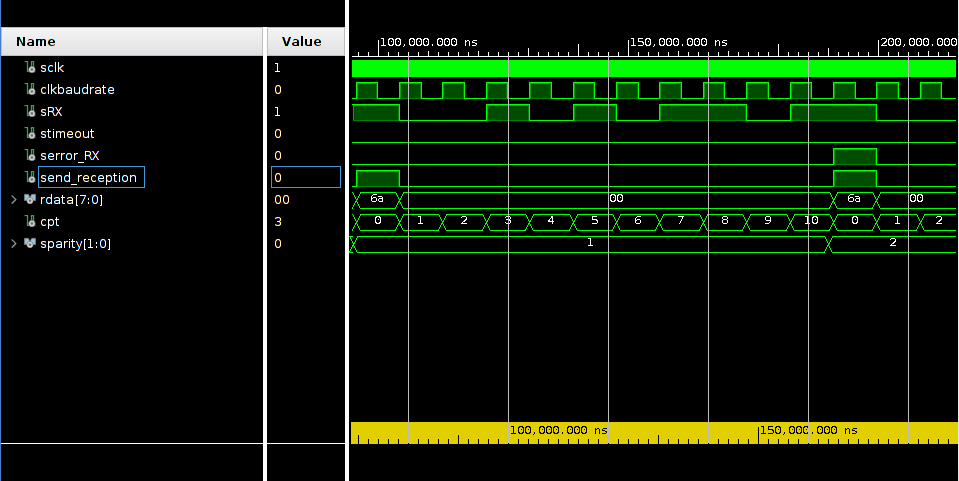 Name Value
100,000.000 ns 150,000.000 ns 200,000.000
sclk 1
clkbaudrate 0
sRX 1
stimeout 0
serror_RX 0
send_reception 0
rdata[7:0] 00 6a 00 6a 00
cpt 3 0 1 2 3 4 5 6 7 8 9 10 0 1 2
sparity[1:0] 0 1 2
100,000.000 ns 150,000.000 ns